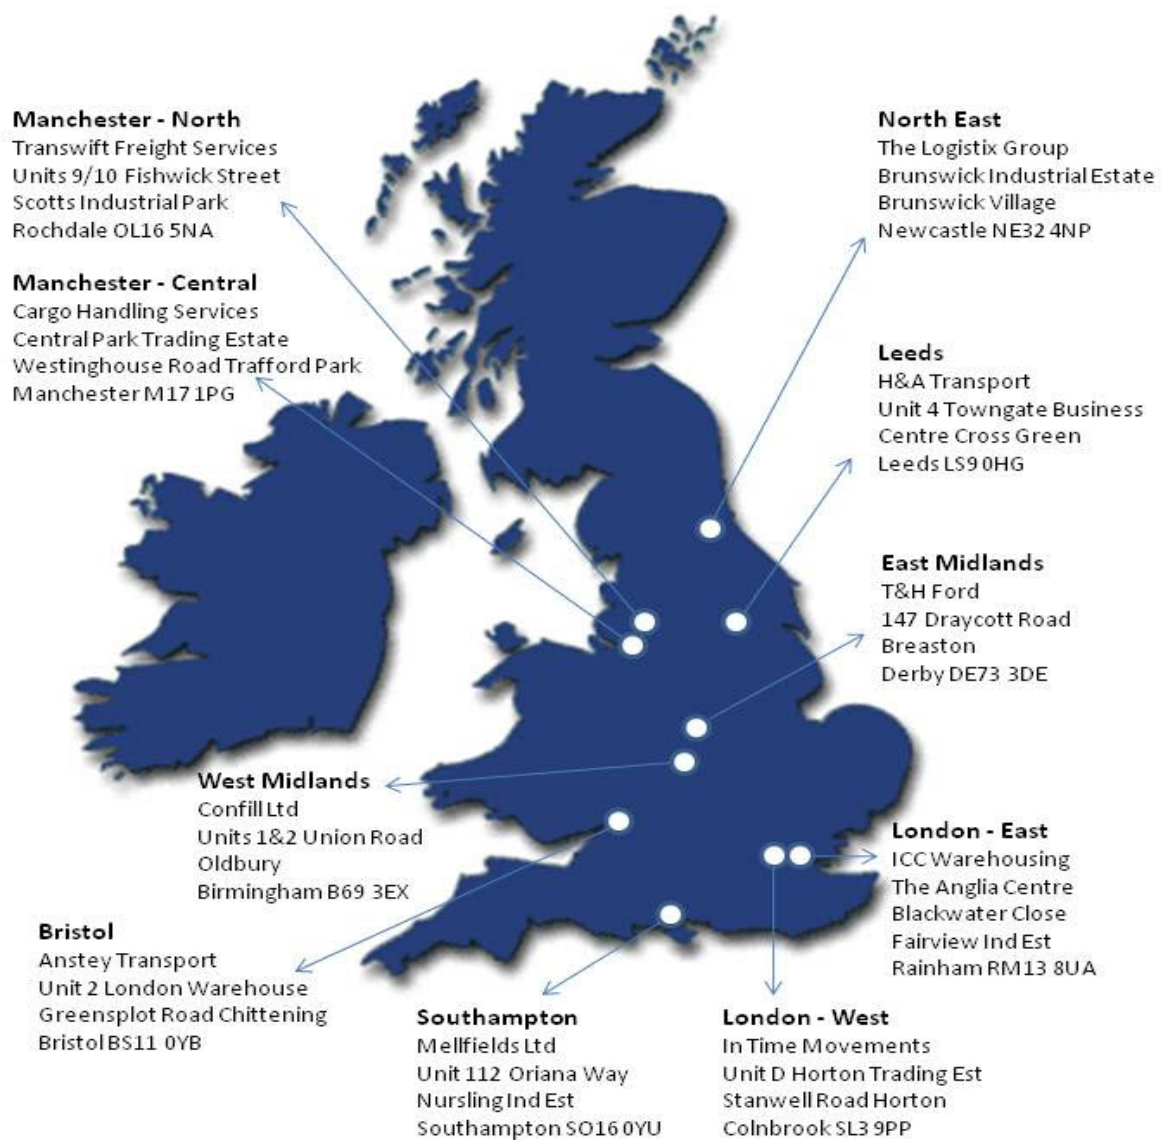 Manchester - North
Transwift Freight Services
Units 9/10 Fishwick Street
Scotts Industrial Park
Rochdale OL16 5NA
Manchester - Central
Cargo Handling Services
Central Park Trading Estate
Westinghouse Road Trafford Park
Manchester M17 1PG
North East
The Logistix Group
Brunswick Industrial Estate
Brunswick Village
Newcastle NE32 4NP
Leeds
H&A Transport
Unit 4 Towngate Business
Centre Cross Green
Leeds LS9 0HG
East Midlands
T&H Ford
147 Draycott Road
Breaston
Derby DE73 3DE
West Midlands
Confill Ltd
Units 1&2 Union Road
Oldbury
Birmingham B69 3EX
London - East
ICC Warehousing
The Anglia Centre
Blackwater Close
Fairview Ind Est
Rainham RM13 8UA
Bristol
Anstey Transport
Unit 2 London Warehouse
Greensplot Road Chittening
Bristol BS11 0YB
Southampton
Mellfields Ltd
Unit 112 Oriana Way
Nursling Ind Est
Southampton SO16 0YU
London - West
In Time Movements
Unit D Horton Trading Est
Stanwell Road Horton
Colnbrook SL3 9PP